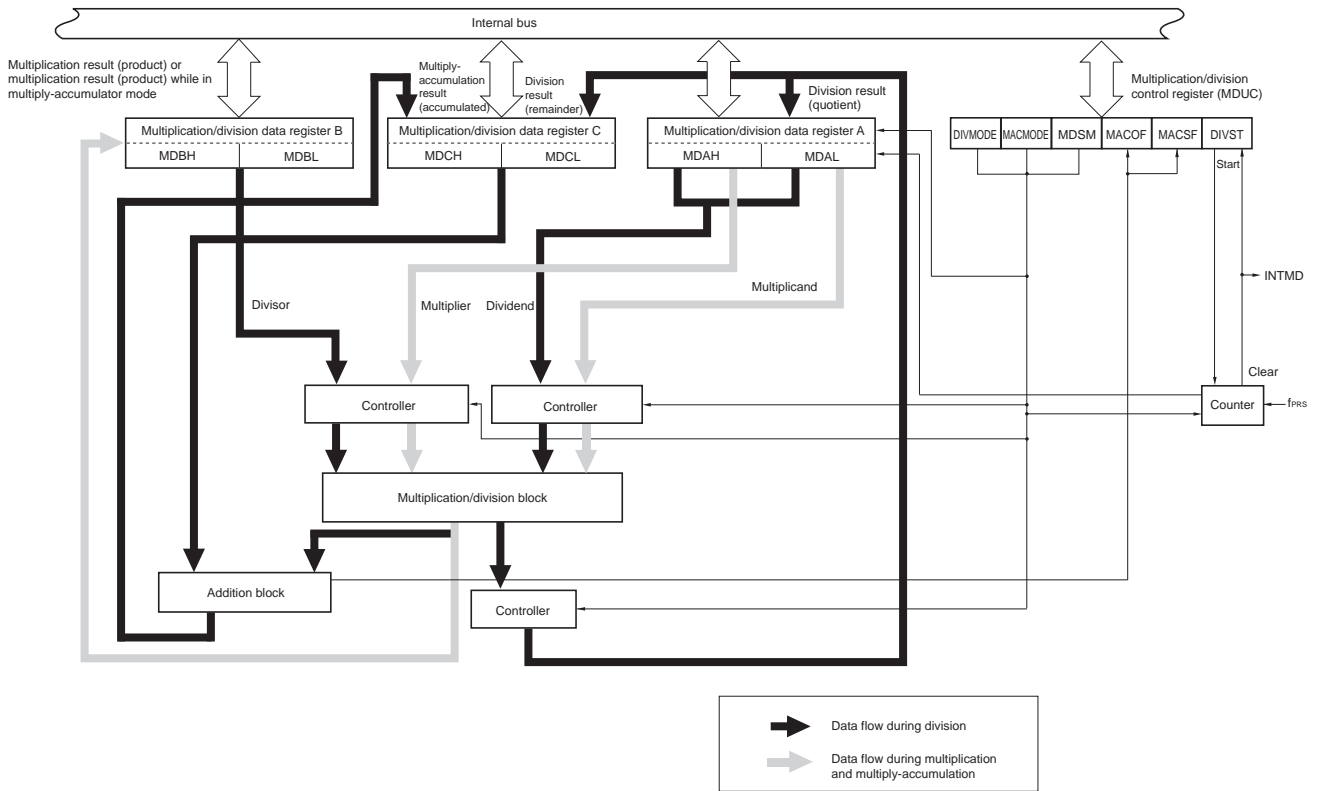 Internal bus
Multiplication result (product) or
multiplication result (product) while in
multiply-accumulator mode
Multiply-
accumulation
result
(accumulated)
Division
result
(remainder)
Division result
(quotient)
Multiplication/division
control register (MDUC)
Multiplication/division data register B
MDBH
MDBL
Multiplication/division data register C
MDCH
MDCL
Multiplication/division data register A
MDAH
MDAL
DIVMODE
MACMODE
MDSM
MACOF
MACSF
DIVST
Start
INTMD
Divisor
Multiplier
Dividend
Multiplicand
Clear
Controller
Controller
Counter
fPRS
Multiplication/division block
Addition block
Controller
Data flow during division
Data flow during multiplication
and multiply-accumulation